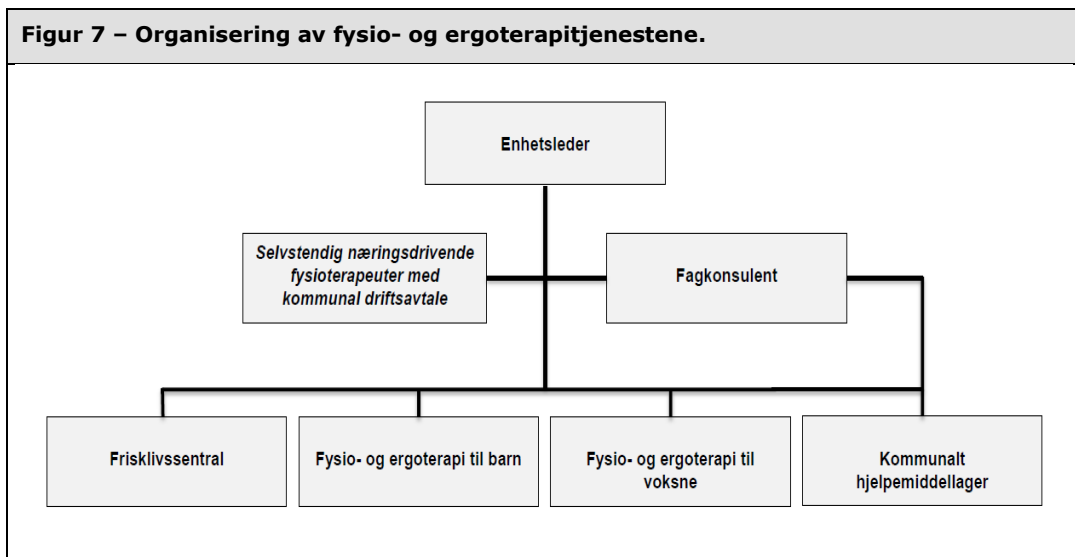 Figur 7 – Organisering av fysio- og ergoterapitjenestene.
Enhetsleder
Selvstendig næringsdrivende
fysioterapeuter med
kommunal driftsavtale
Fagkonsulent
Frisklivssentral
Fysio- og ergoterapi til barn
Fysio- og ergoterapi til
voksne
Kommunalt
hjelpemiddellager